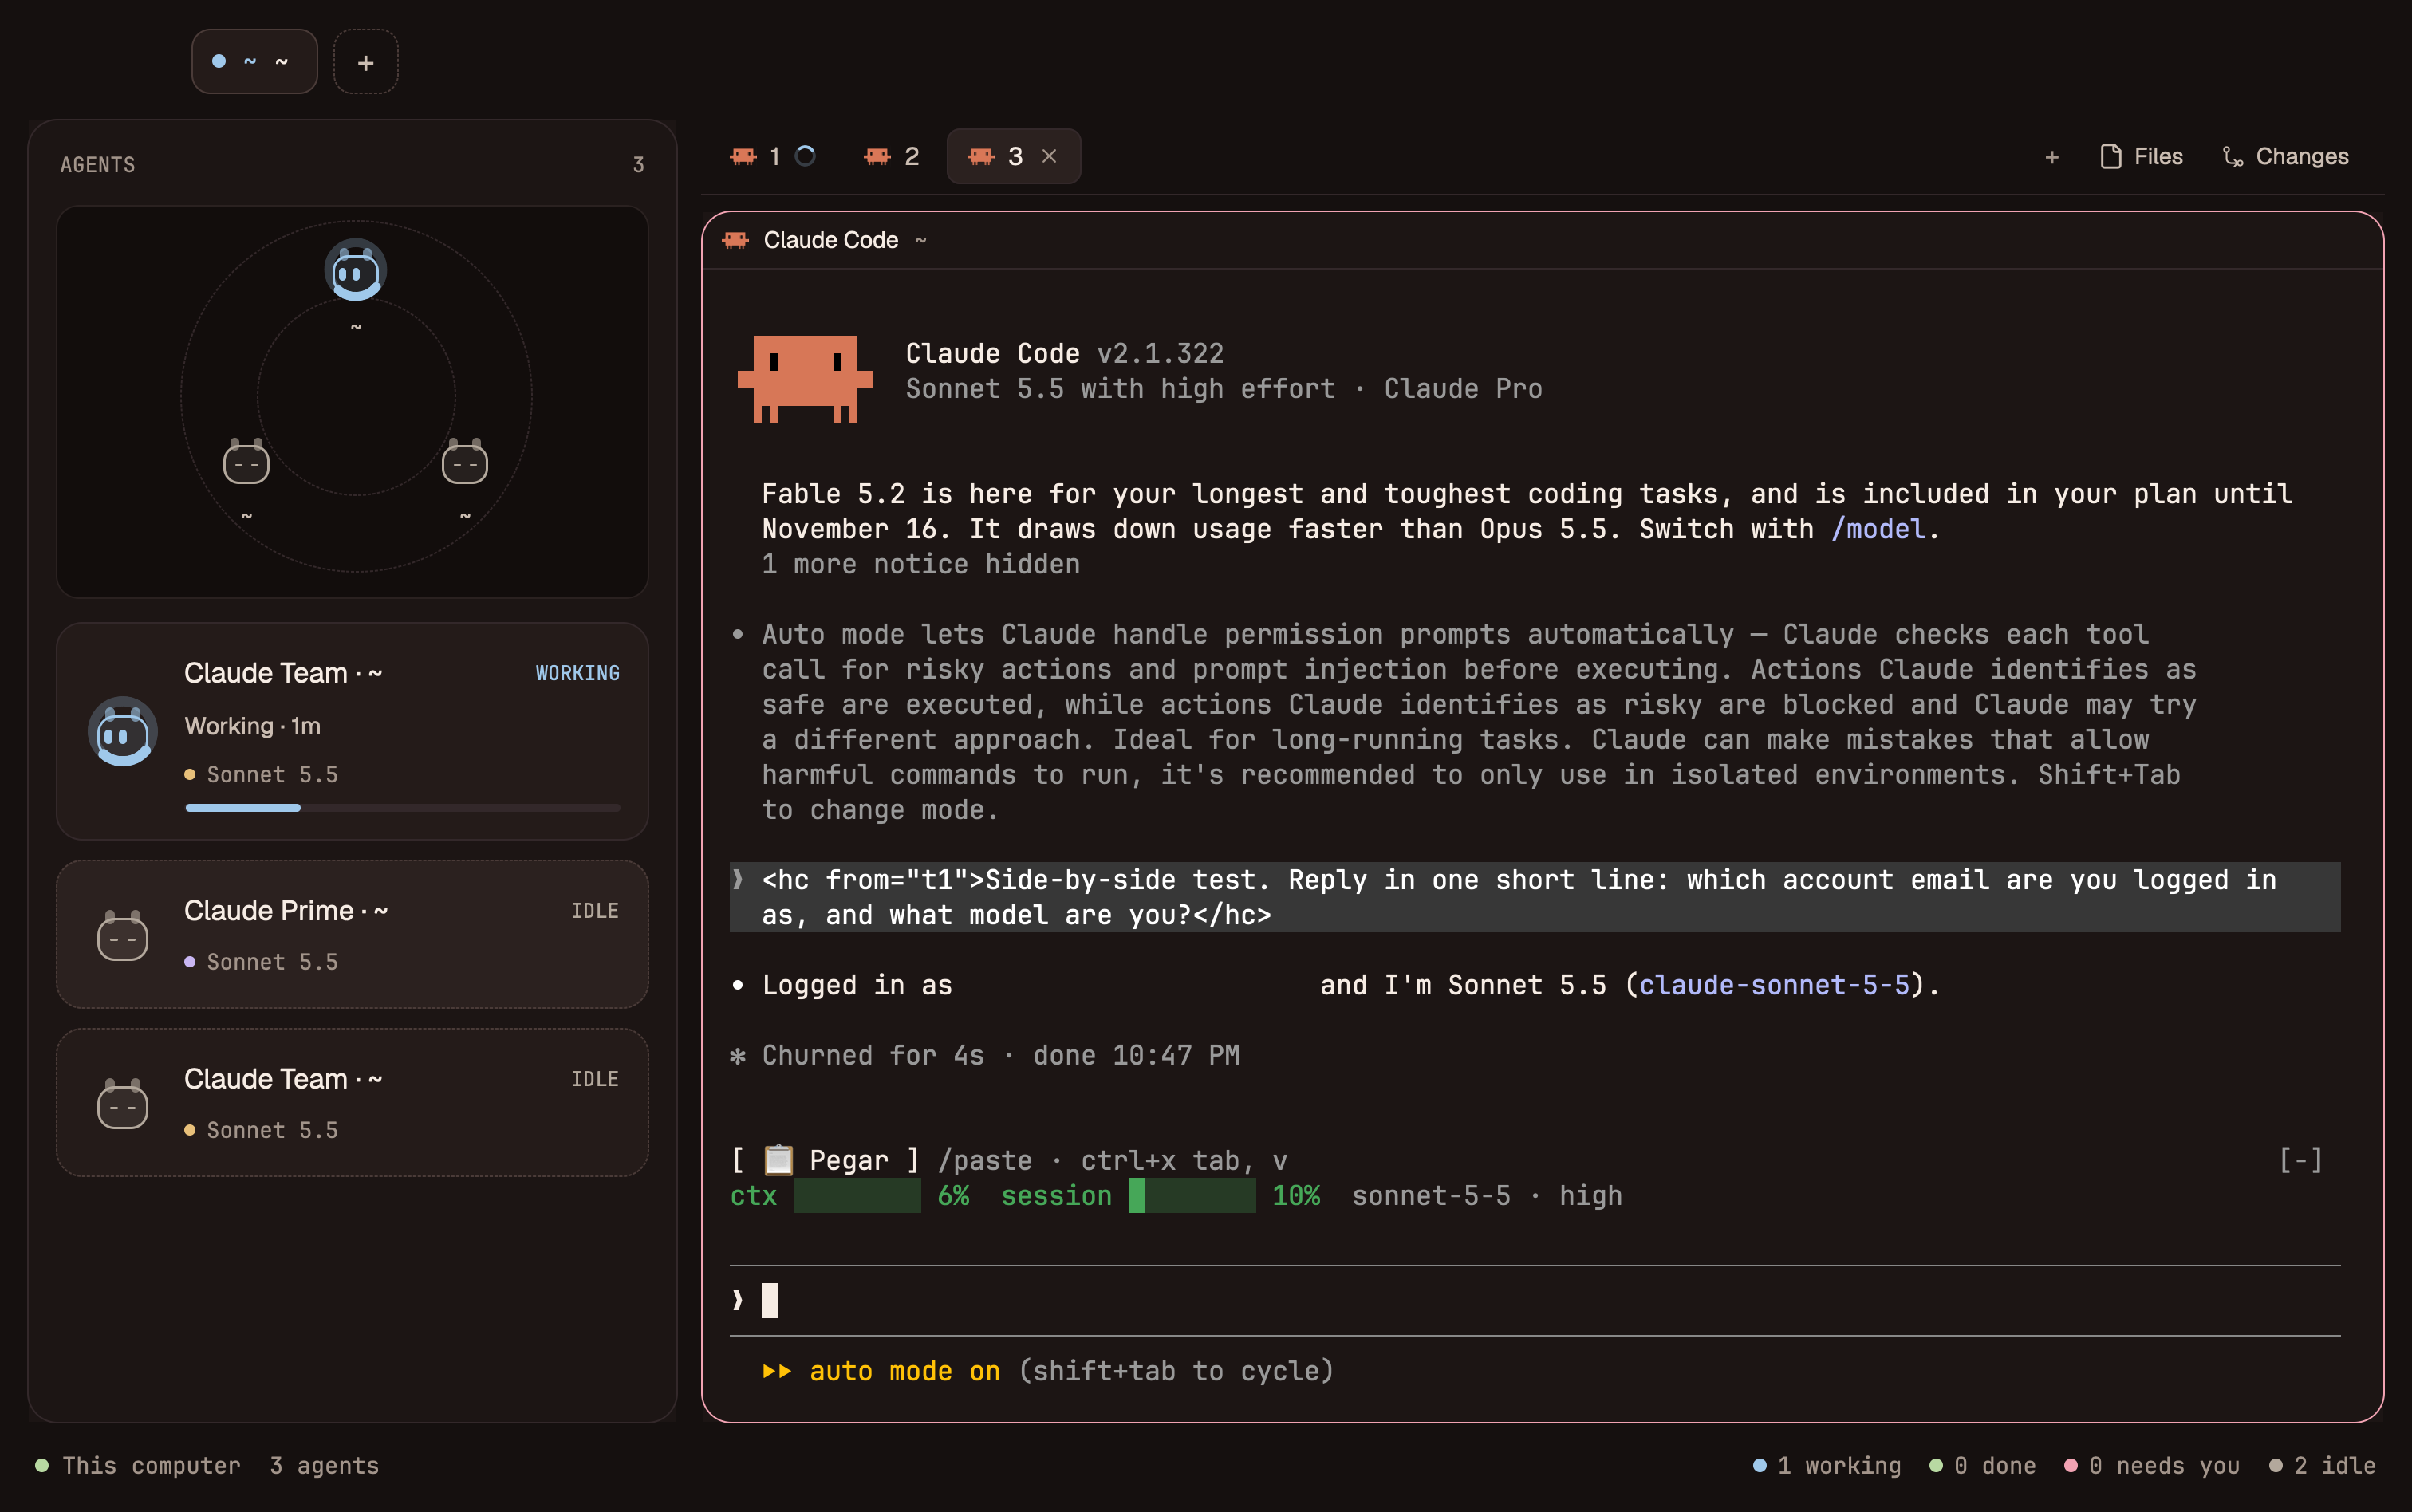 ~ ~ +
AGENTS 3
~
~ ~
Claude Team · ~ WORKING
Working · 1m
Sonnet 5.5
Claude Prime · ~ IDLE
Sonnet 5.5
Claude Team · ~ IDLE
Sonnet 5.5
1 2 3 × + Files Changes
Claude Code ~
Claude Code v2.1.322
Sonnet 5.5 with high effort · Claude Pro
Fable 5.2 is here for your longest and toughest coding tasks, and is included in your plan until
November 16. It draws down usage faster than Opus 5.5. Switch with /model.
1 more notice hidden
• Auto mode lets Claude handle permission prompts automatically — Claude checks each tool
call for risky actions and prompt injection before executing. Actions Claude identifies as
safe are executed, while actions Claude identifies as risky are blocked and Claude may try
a different approach. Ideal for long-running tasks. Claude can make mistakes that allow
harmful commands to run, it's recommended to only use in isolated environments. Shift+Tab
to change mode.
❯ <hc from="t1">Side-by-side test. Reply in one short line: which account email are you logged in
as, and what model are you?</hc>
• Logged in as and I'm Sonnet 5.5 (claude-sonnet-5-5).
✻ Churned for 4s · done 10:47 PM
[ 📋 Pegar ] /paste · ctrl+x tab, v [-]
ctx 6% session 10% sonnet-5-5 · high
❯
⏵⏵ auto mode on (shift+tab to cycle)
This computer 3 agents
1 working 0 done 0 needs you 2 idle